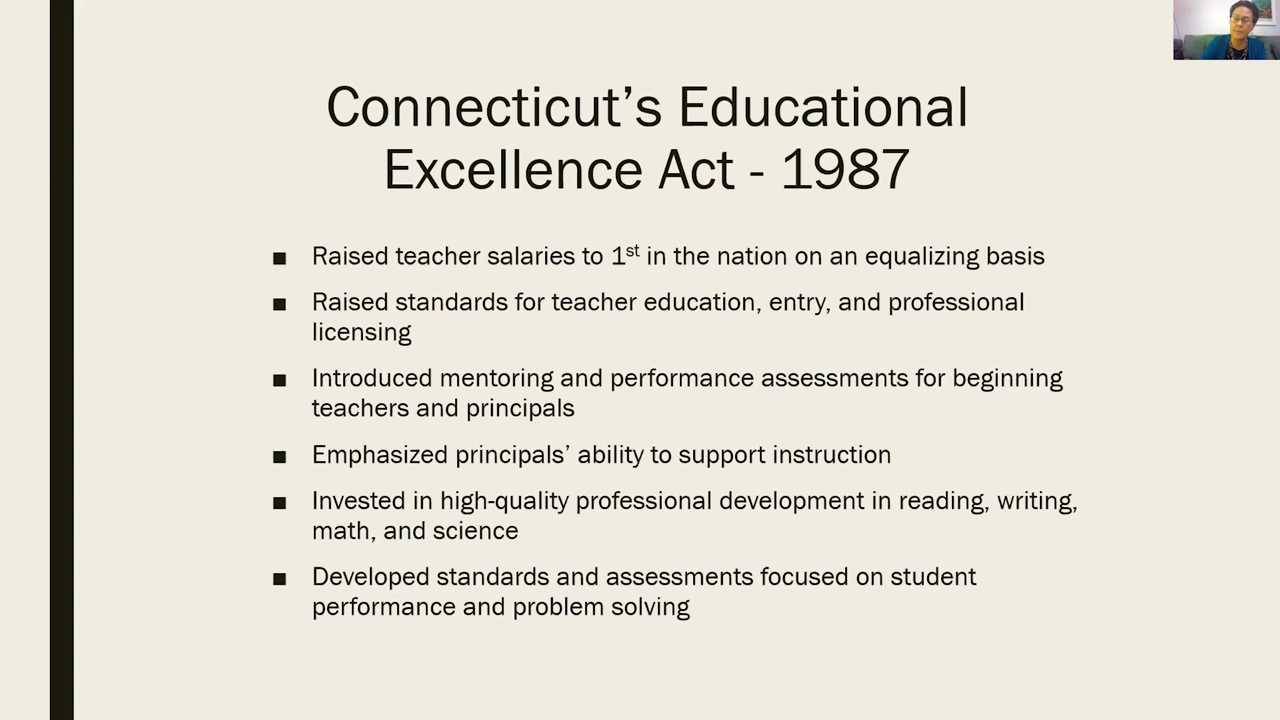 Connecticut’s Educational
Excellence Act - 1987
■ Raised teacher salaries to 1st in the nation on an equalizing basis
■ Raised standards for teacher education, entry, and professional
licensing
■ Introduced mentoring and performance assessments for beginning
teachers and principals
■ Emphasized principals’ ability to support instruction
■ Invested in high-quality professional development in reading, writing,
math, and science
■ Developed standards and assessments focused on student
performance and problem solving